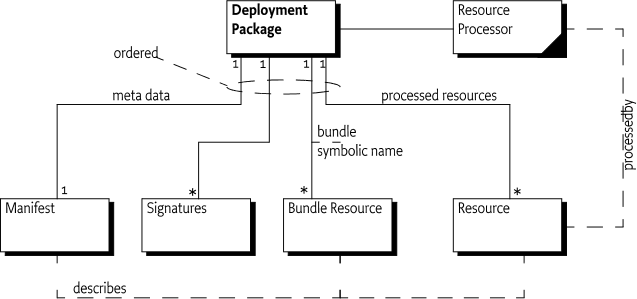 Deployment
Package
Resource
Processor
ordered
1
1
1
1
meta data
processed resources
processedby
bundle
symbolic name
1
*
*
*
Manifest
Signatures
Bundle Resource
Resource
describes